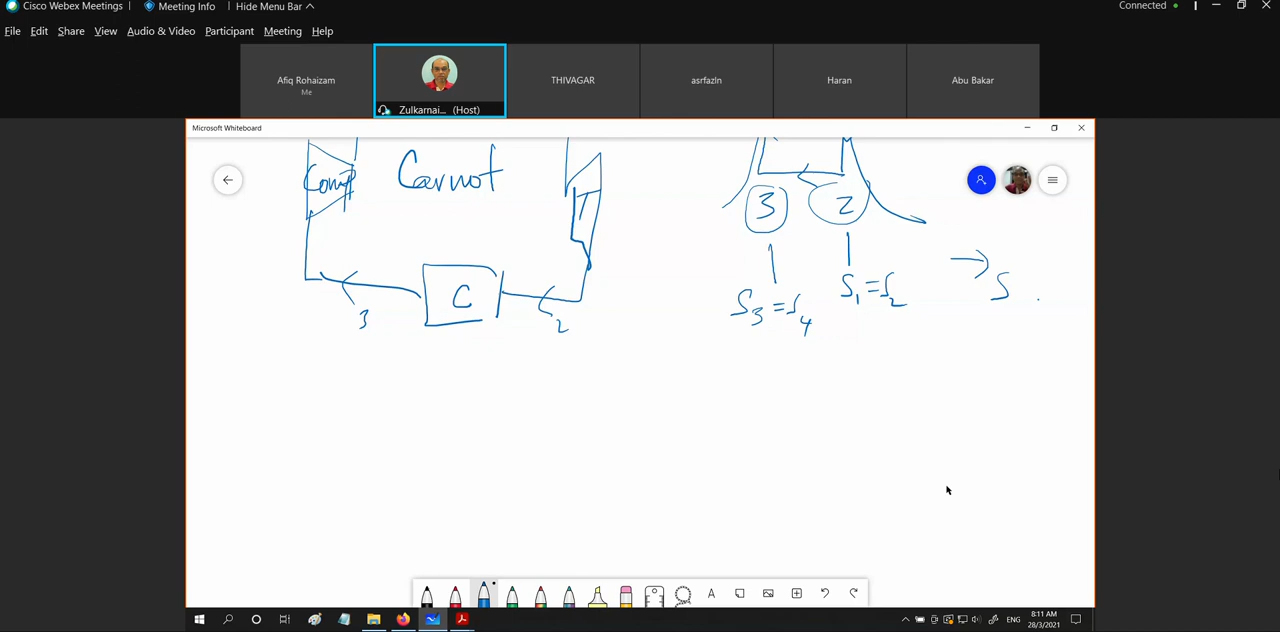 Cisco Webex Meetings | Meeting Info | Hide Menu Bar
Connected
File Edit Share View Audio & Video Participant Meeting Help
Afiq Rohaizam
Me
Zulkarnai... (Host)
THIVAGAR
asrfazln
Haran
Abu Bakar
Microsoft Whiteboard
Comp
Carnot
T
3
2
C
3
2
S1 = S2
S3 = S4
S
A
ENG
8:11 AM
28/3/2021